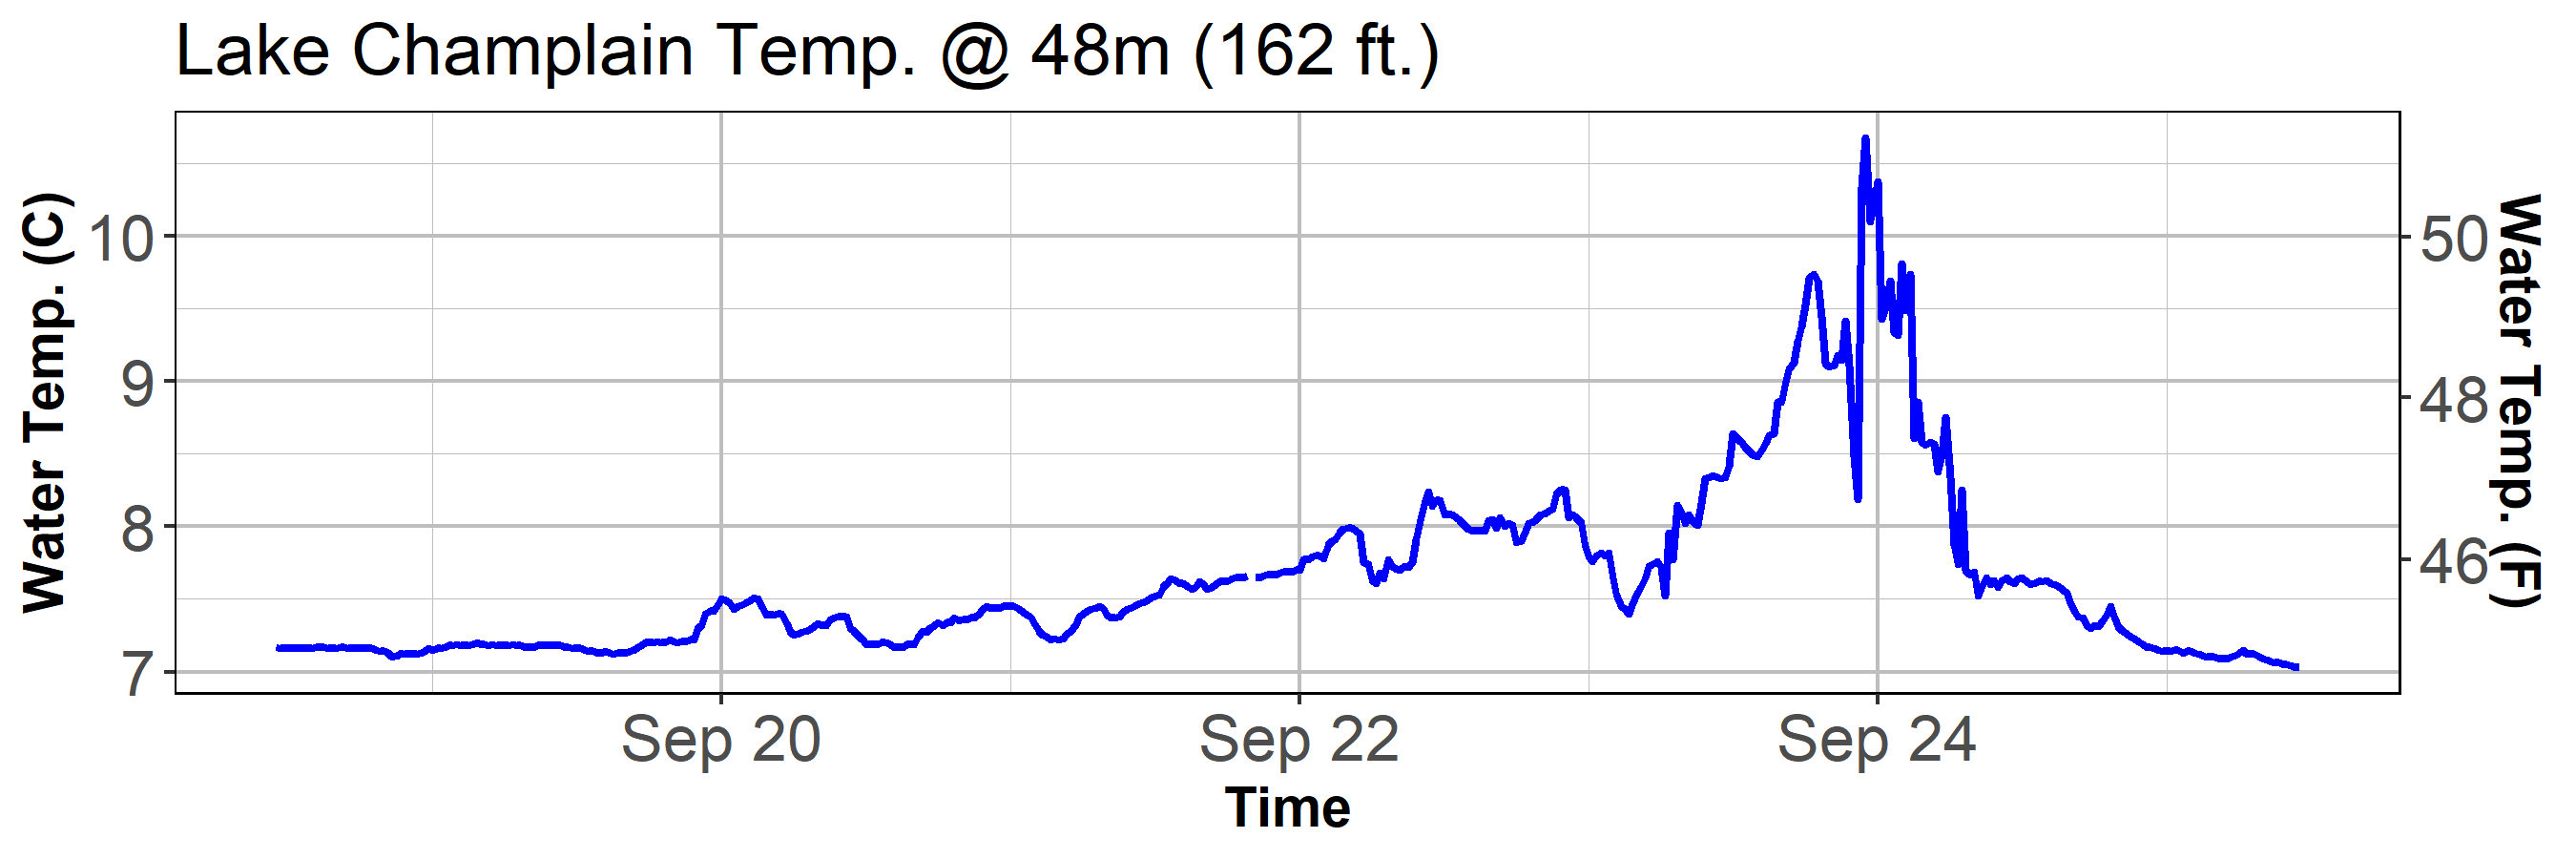 Lake Champlain Temp. @ 48m (162 ft.)
Water Temp. (C)
10
9
8
7
50
48
46
Water Temp. (F)
Sep 20
Sep 22
Sep 24
Time